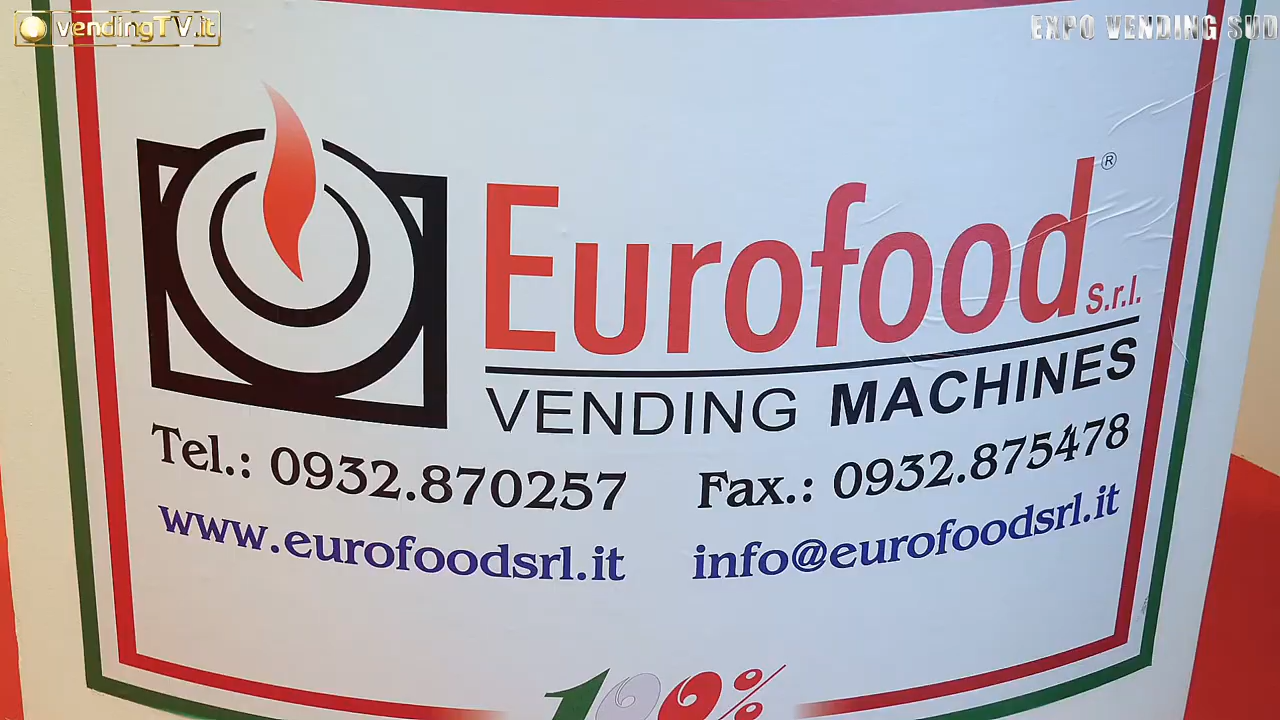 vendingTV.it
EXPO VENDING SUD
Eurofood® S.r.l.
VENDING MACHINES
Tel.: 0932.870257 Fax.: 0932.875478
www.eurofoodsrl.it info@eurofoodsrl.it
100%